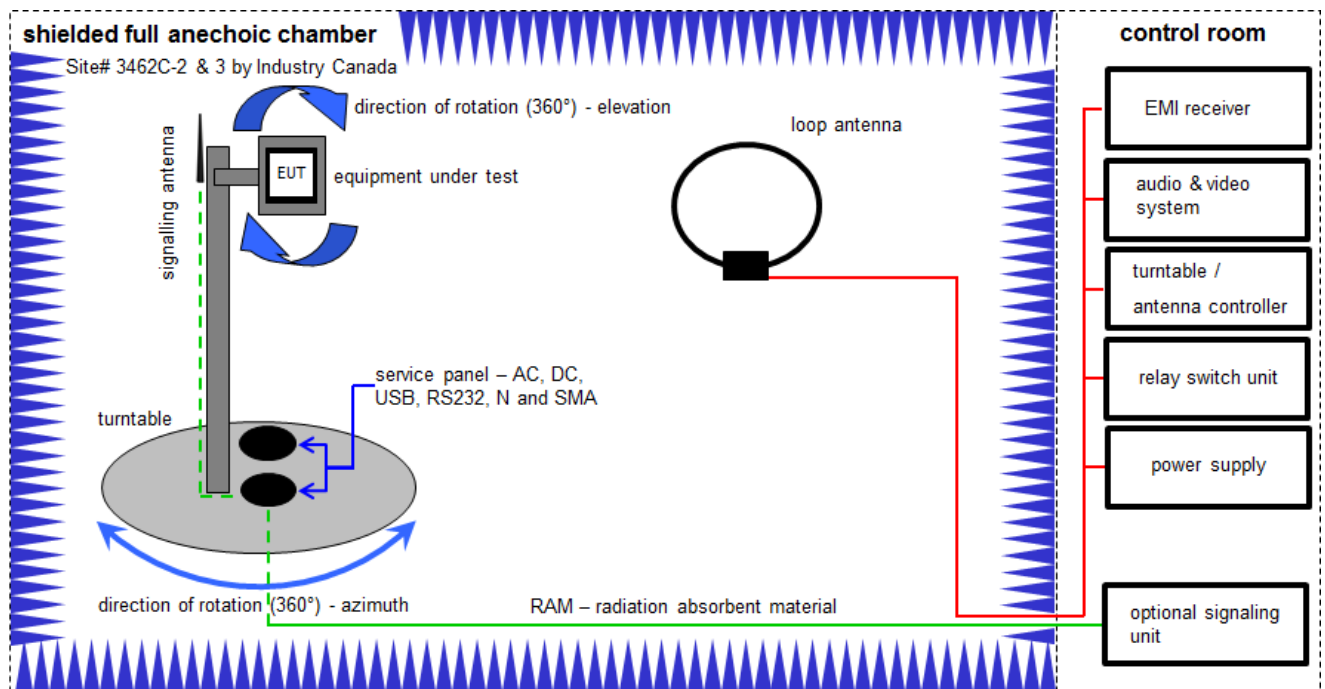 shielded full anechoic chamber
Site# 3462C-2 & 3 by Industry Canada
direction of rotation (360°) - elevation
signalling antenna
EUT
equipment under test
loop antenna
service panel – AC, DC,
USB, RS232, N and SMA
turntable
direction of rotation (360°) - azimuth
RAM – radiation absorbent material
control room
EMI receiver
audio & video
system
turntable /
antenna controller
relay switch unit
power supply
optional signaling
unit